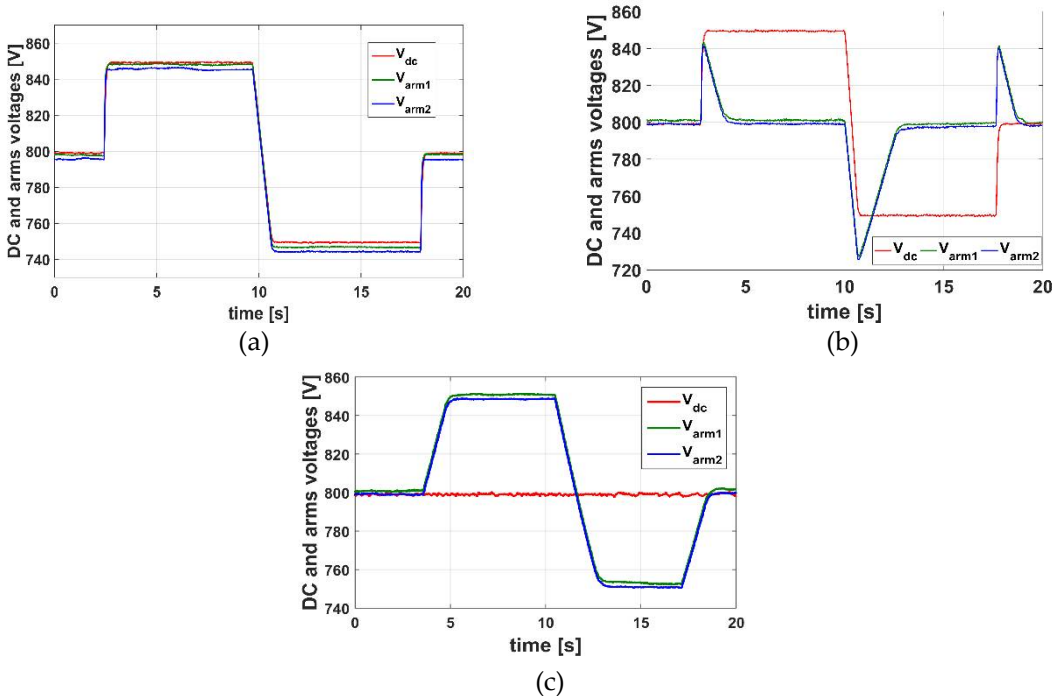 DC and arms voltages [V]
860
840
820
800
780
760
740
V_dc
V_arm1
V_arm2
0 5 10 15 20
time [s]
(a)
DC and arms voltages [V]
860
840
820
800
780
760
740
720
V_dc V_arm1 V_arm2
0 5 10 15 20
time [s]
(b)
DC and arms voltages [V]
860
840
820
800
780
760
740
V_dc
V_arm1
V_arm2
0 5 10 15 20
time [s]
(c)